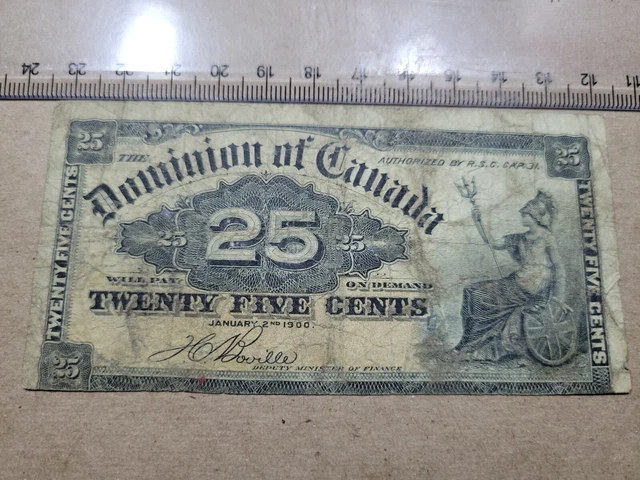 24 23 22 21 20 19 18 17 16 15 14 13 12 11
25 25
THE Dominion of Canada
AUTHORIZED BY R.S.C. CAP. 31.
TWENTY FIVE CENTS
25 25 25
TWENTY FIVE CENTS
WILL PAY ON DEMAND
TWENTY FIVE CENTS
JANUARY 2ND 1900.
J C Boville
DEPUTY MINISTER OF FINANCE
25